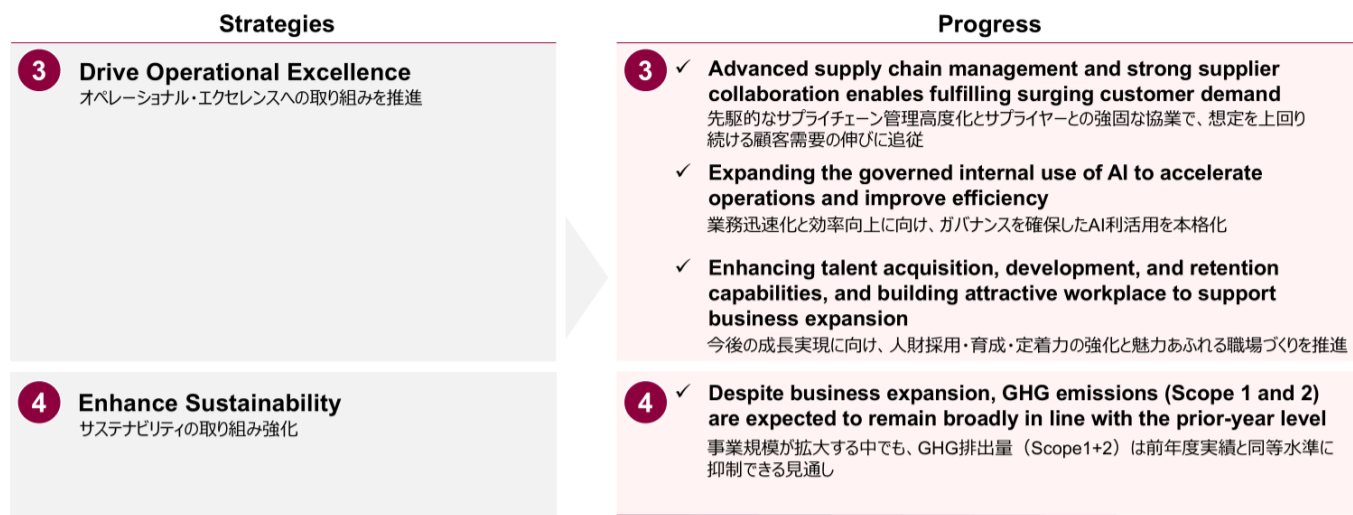 Strategies
Progress
3
Drive Operational Excellence
オペレーショナル・エクセレンスへの取り組みを推進
3
✓ Advanced supply chain management and strong supplier
collaboration enables fulfilling surging customer demand
先駆的なサプライチェーン管理高度化とサプライヤーとの強固な協業で、想定を上回り
続ける顧客需要の伸びに追従
✓ Expanding the governed internal use of AI to accelerate
operations and improve efficiency
業務迅速化と効率向上に向け、ガバナンスを確保したAI利活用を本格化
✓ Enhancing talent acquisition, development, and retention
capabilities, and building attractive workplace to support
business expansion
今後の成長実現に向け、人財採用・育成・定着力の強化と魅力あふれる職場づくりを推進
4
Enhance Sustainability
サステナビリティの取り組み強化
4
✓ Despite business expansion, GHG emissions (Scope 1 and 2)
are expected to remain broadly in line with the prior-year level
事業規模が拡大する中でも、GHG排出量（Scope1+2）は前年度実績と同等水準に
抑制できる見通し